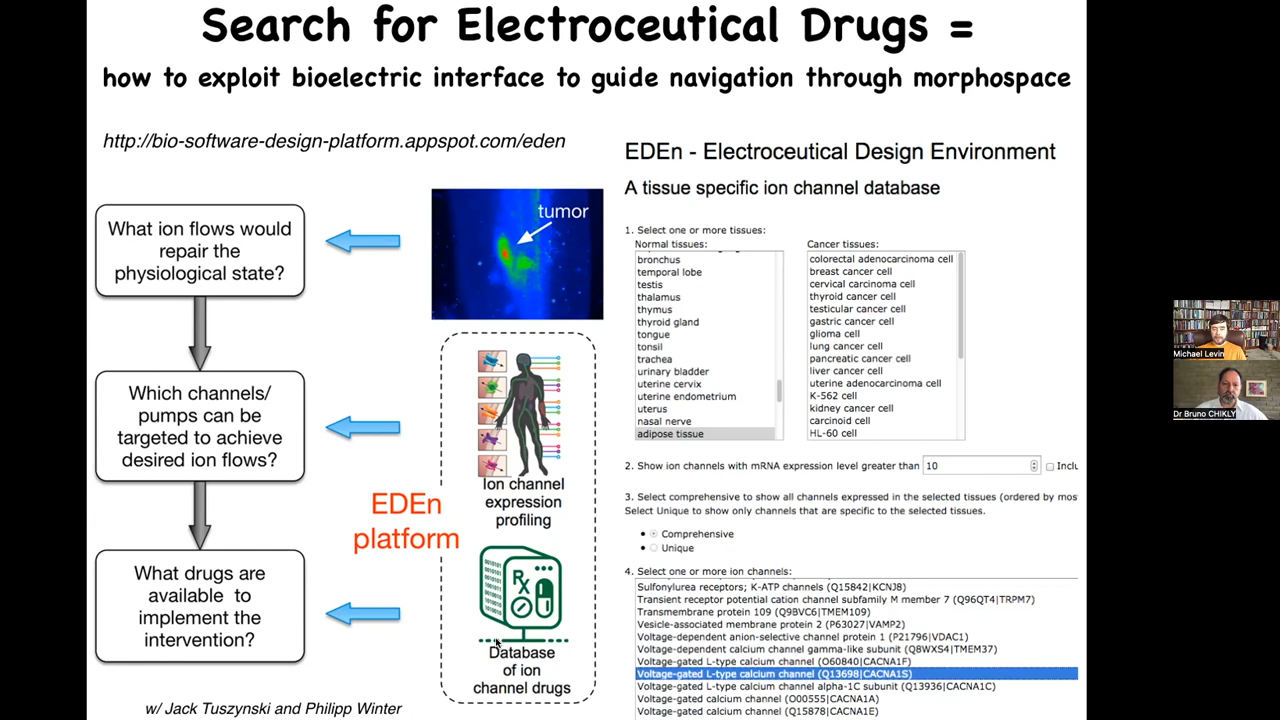 Search for Electroceutical Drugs =
how to exploit bioelectric interface to guide navigation through morphospace
http://bio-software-design-platform.appspot.com/eden
What ion flows would
repair the
physiological state?
Which channels/
pumps can be
targeted to achieve
desired ion flows?
What drugs are
available to
implement the
intervention?
tumor
Ion channel
expression
profiling
EDEn
platform
Rx
Database
of ion
channel drugs
w/ Jack Tuszynski and Philipp Winter
EDEn - Electroceutical Design Environment
A tissue specific ion channel database
1. Select one or more tissues:
Normal tissues:
bronchus
temporal lobe
testis
thalamus
thymus
thyroid gland
tongue
tonsil
trachea
urinary bladder
uterine cervix
uterine endometrium
uterus
nasal nerve
adipose tissue
Cancer tissues:
colorectal adenocarcinoma cell
breast cancer cell
cervical carcinoma cell
thyroid cancer cell
testicular cancer cell
gastric cancer cell
glioma cell
lung cancer cell
pancreatic cancer cell
liver cancer cell
uterine adenocarcinoma cell
K-562 cell
kidney cancer cell
carcinoid cell
HL-60 cell
2. Show ion channels with mRNA expression level greater than 10 Inclu
3. Select comprehensive to show all channels expressed in the selected tissues (ordered by mos
Select Unique to show only channels that are specific to the selected tissues.
Comprehensive
Unique
4. Select one or more ion channels:
Sulfonylurea receptors; K-ATP channels (Q15842|KCNJ8)
Transient receptor potential cation channel subfamily M member 7 (Q96QT4|TRPM7)
Transmembrane protein 109 (Q9BVC6|TMEM109)
Vesicle-associated membrane protein 2 (P63027|VAMP2)
Voltage-dependent anion-selective channel protein 1 (P21796|VDAC1)
Voltage-dependent calcium channel gamma-like subunit (Q8WXS4|TMEM37)
Voltage-gated L-type calcium channel (O60840|CACNA1F)
Voltage-gated L-type calcium channel (Q13698|CACNA1S)
Voltage-gated L-type calcium channel alpha-1C subunit (Q13936|CACNA1C)
Voltage-gated calcium channel (O00555|CACNA1A)
Voltage-gated calcium channel (Q15878|CACNA1E)
Michael Levin
Dr Bruno CHIKLY